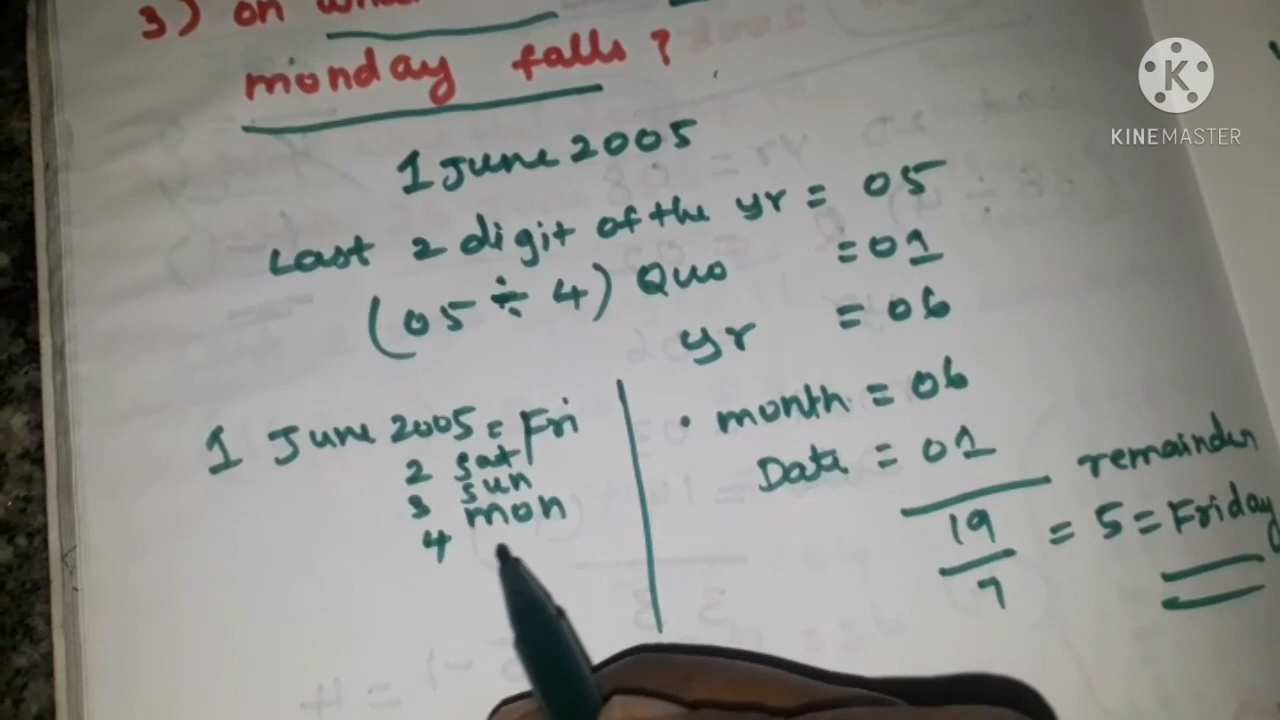 3) on
monday falls?
1 June 2005
Last 2 digit of the yr = 05
(05 ÷ 4) Quo = 01
yr = 06
1 June 2005 = Fri
2 Sat
3 Sun
4 mon
• month = 06
Date = 01
19
7
= 5 = Friday
remainder
K
KINEMASTER